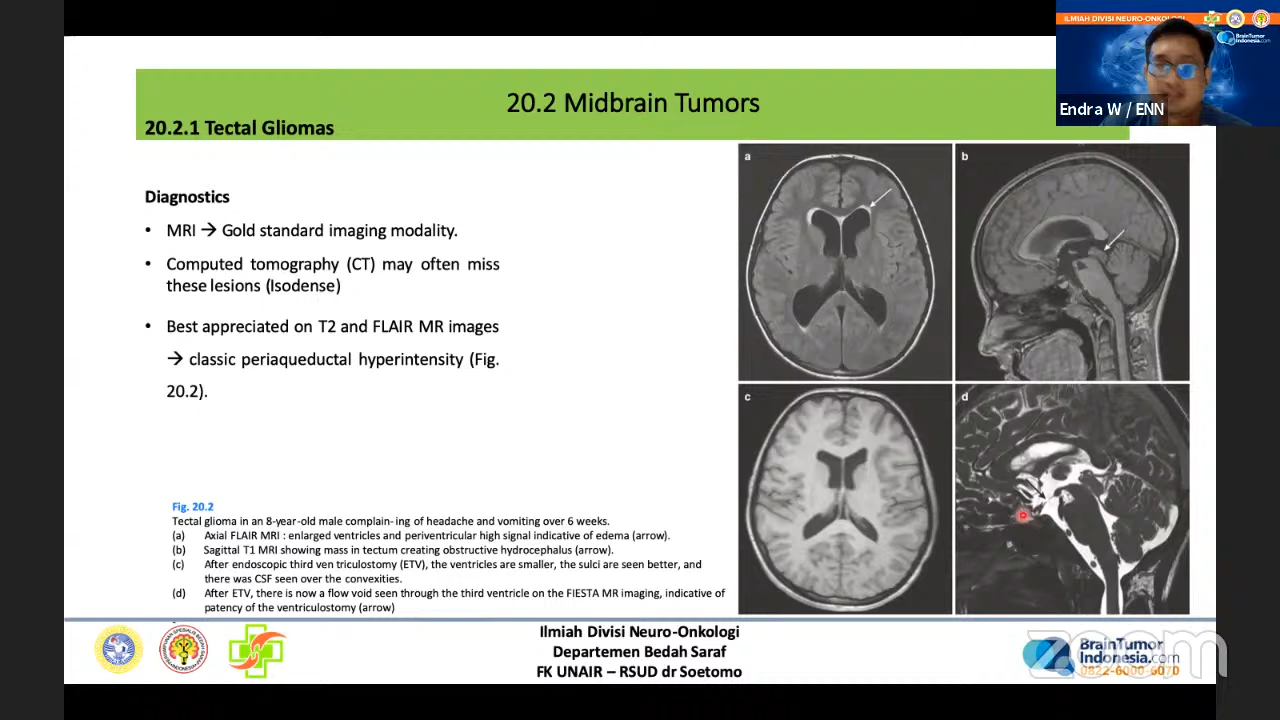 ILMIAH DIVISI NEURO-ONKOLOGI
BrainTumor
Indonesia.com
Endra W / ENN
20.2 Midbrain Tumors
20.2.1 Tectal Gliomas
Diagnostics
• MRI → Gold standard imaging modality.
• Computed tomography (CT) may often miss
these lesions (Isodense)
• Best appreciated on T2 and FLAIR MR images
→ classic periaqueductal hyperintensity (Fig.
20.2).
a
b
c
d
Fig. 20.2
Tectal glioma in an 8-year-old male complain- ing of headache and vomiting over 6 weeks.
(a) Axial FLAIR MRI : enlarged ventricles and periventricular high signal indicative of edema (arrow).
(b) Sagittal T1 MRI showing mass in tectum creating obstructive hydrocephalus (arrow).
(c) After endoscopic third ven triculostomy (ETV), the ventricles are smaller, the sulci are seen better, and
there was CSF seen over the convexities.
(d) After ETV, there is now a flow void seen through the third ventricle on the FIESTA MR imaging, indicative of
patency of the ventriculostomy (arrow)
Ilmiah Divisi Neuro-Onkologi
Departemen Bedah Saraf
FK UNAIR – RSUD dr Soetomo
BrainTumor
Indonesia.com
0822-6000-6070
zoom